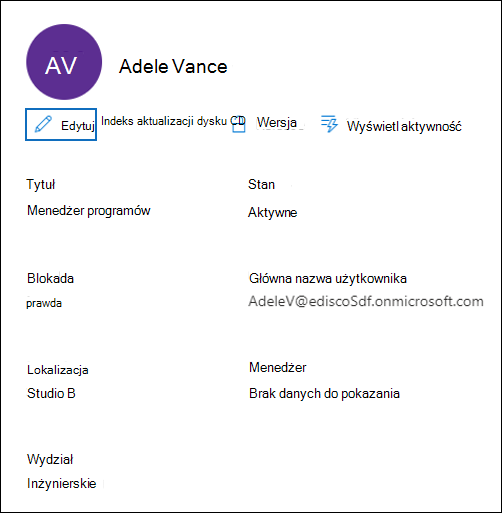 AV
Adele Vance
Edytuj Indeks aktualizacji dysku CD Wersja Wyświetl aktywność
Tytuł Stan
Menedżer programów Aktywne
Blokada Główna nazwa użytkownika
prawda AdeleV@ediscoSdf.onmicrosoft.com
Lokalizacja Menedżer
Studio B Brak danych do pokazania
Wydział
Inżynierskie